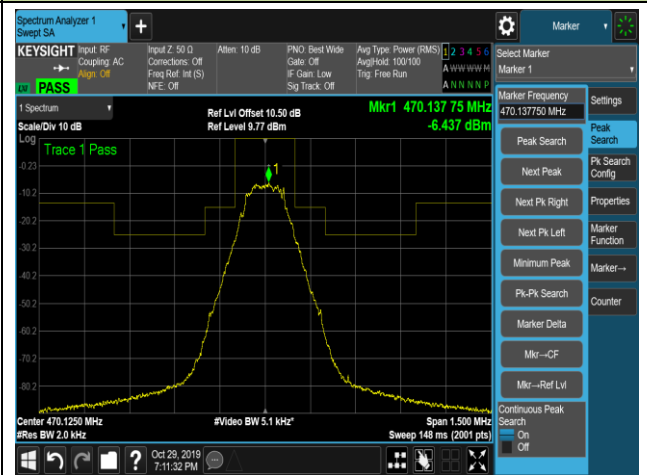 Spectrum Analyzer 1
Swept SA
Marker
KEYSIGHT
Input: RF
Coupling: AC
Align: Off
Input Z: 50 Ω
Corrections: Off
Freq Ref: Int (S)
NFE: Off
Atten: 10 dB
PNO: Best Wide
Gate: Off
IF Gain: Low
Sig Track: Off
Avg Type: Power (RMS)
Avg|Hold: 100/100
Trig: Free Run
1 2 3 4 5 6
A W W W W M
A N N N N P
LXI PASS
Select Marker
Marker 1
1 Spectrum
Scale/Div 10 dB
Ref Lvl Offset 10.50 dB
Ref Level 9.77 dBm
Mkr1 470.137 75 MHz
-6.437 dBm
Log
Trace 1 Pass
1
-0.23
-10.2
-20.2
-30.2
-40.2
-50.2
-60.2
-70.2
-80.2
Center 470.1250 MHz
#Res BW 2.0 kHz
#Video BW 5.1 kHz*
Span 1.500 MHz
Sweep 148 ms (2001 pts)
Marker Frequency
470.137750 MHz
Peak Search
Next Peak
Next Pk Right
Next Pk Left
Minimum Peak
Pk-Pk Search
Marker Delta
Mkr→CF
Mkr→Ref Lvl
Continuous Peak
Search
On
Off
Settings
Peak
Search
Pk Search
Config
Properties
Marker
Function
Marker→
Counter
?
Oct 29, 2019
7:11:32 PM